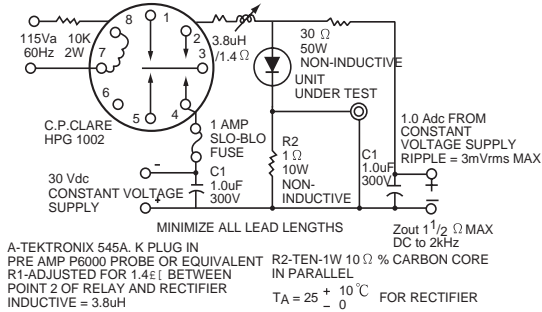 8
1
2
7
3
6
5
4
115Va
60Hz
10K
2W
3.8uH
/1.4 Ω
30 Ω
50W
NON-INDUCTIVE
UNIT
UNDER TEST
C.P.CLARE
HPG 1002
1 AMP
SLO-BLO
FUSE
R2
1 Ω
10W
NON-
INDUCTIVE
C1
1.0uF
300V
1.0 Adc FROM
CONSTANT
VOLTAGE SUPPLY
RIPPLE = 3mVrms MAX
-
30 Vdc
CONSTANT VOLTAGE
SUPPLY
+
C1
1.0uF
300V
+
–
MINIMIZE ALL LEAD LENGTHS
Zout 1 1/2 Ω MAX
DC to 2kHz
A-TEKTRONIX 545A. K PLUG IN
PRE AMP P6000 PROBE OR EQUIVALENT
R1-ADJUSTED FOR 1.4£[ BETWEEN
POINT 2 OF RELAY AND RECTIFIER
INDUCTIVE = 3.8uH
R2-TEN-1W 10 Ω % CARBON CORE
IN PARALLEL
TA = 25 + 10 °C
– 0 FOR RECTIFIER